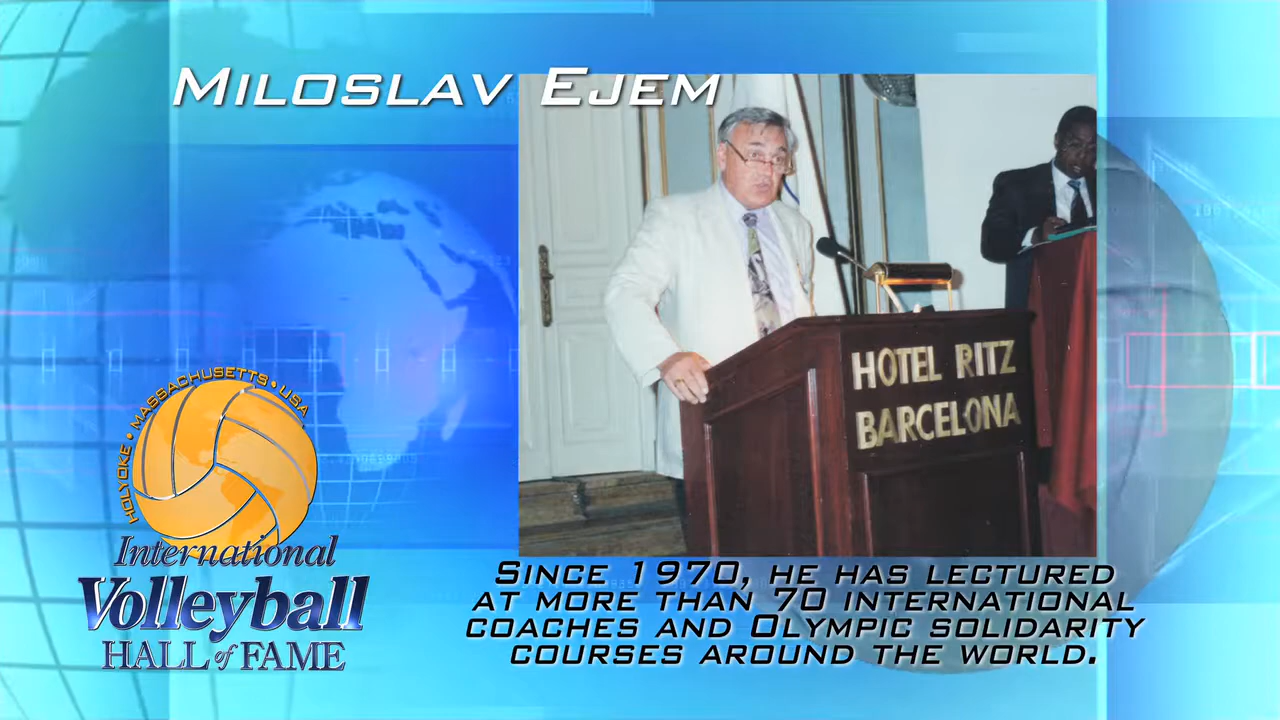 Miloslav Ejem
HOTEL RITZ
BARCELONA
HOLYOKE • MASSACHUSETTS • USA
International
Volleyball
HALL of FAME
Since 1970, he has lectured
at more than 70 international
coaches and Olympic solidarity
courses around the world.